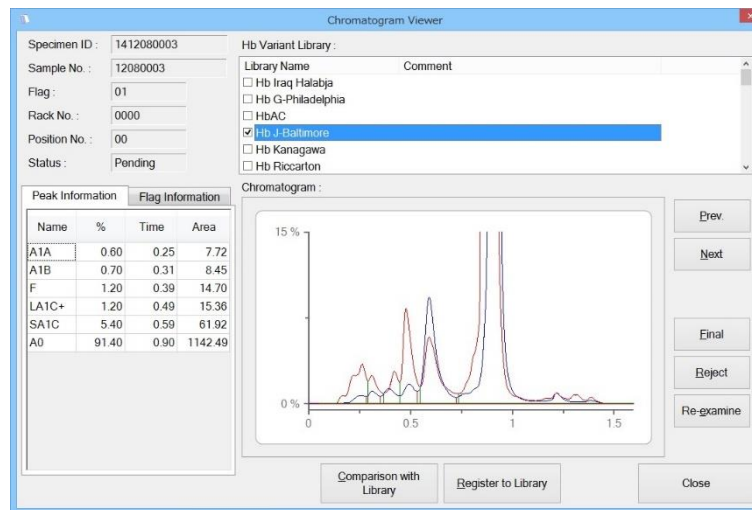 Chromatogram Viewer
Specimen ID : 1412080003
Sample No. : 12080003
Flag : 01
Rack No. : 0000
Position No. : 00
Status : Pending
Hb Variant Library :
Library Name Comment
Hb Iraq Halabja
Hb G-Philadelphia
HbAC
Hb J-Baltimore
Hb Kanagawa
Hb Riccarton
Peak Information Flag Information
Name % Time Area
A1A 0.60 0.25 7.72
A1B 0.70 0.31 8.45
F 1.20 0.39 14.70
LA1C+ 1.20 0.49 15.36
SA1C 5.40 0.59 61.92
A0 91.40 0.90 1142.49
Chromatogram :
15 %
0 %
0 0.5 1 1.5
Prev.
Next
Final
Reject
Re-examine
Comparison with
Library
Register to Library
Close